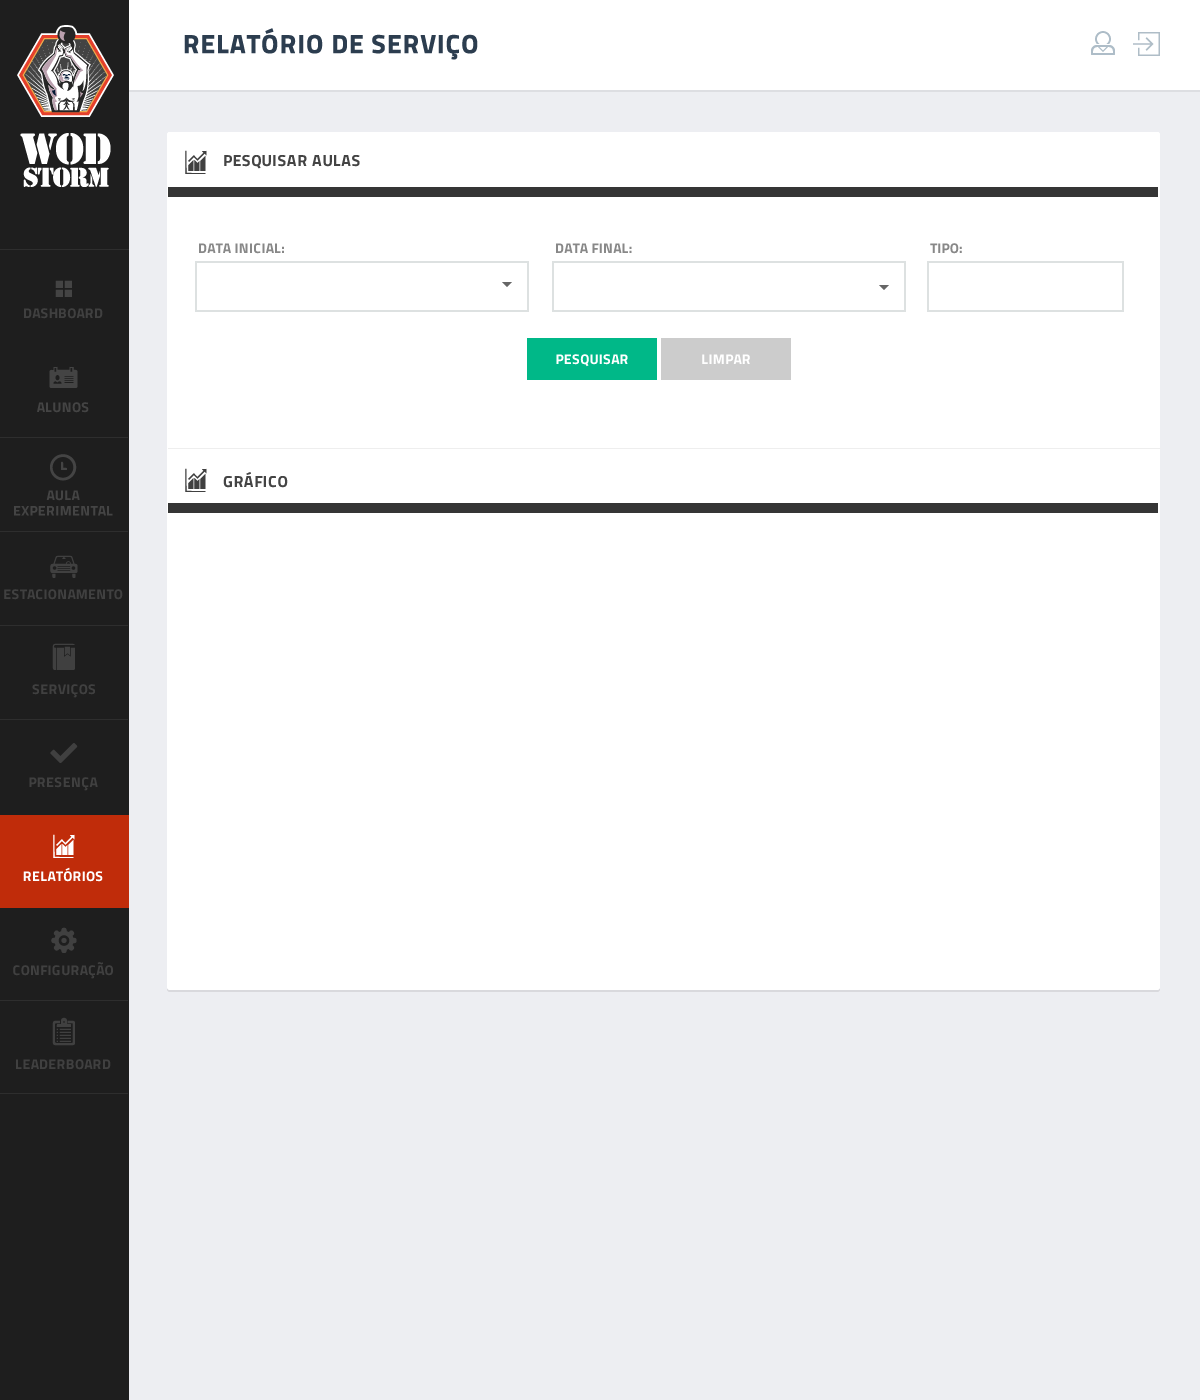 WOD
STORM
DASHBOARD
ALUNOS
AULA
EXPERIMENTAL
ESTACIONAMENTO
SERVIÇOS
PRESENÇA
RELATÓRIOS
CONFIGURAÇÃO
LEADERBOARD
RELATÓRIO DE SERVIÇO
PESQUISAR AULAS
DATA INICIAL:
DATA FINAL:
TIPO:
PESQUISAR
LIMPAR
GRÁFICO